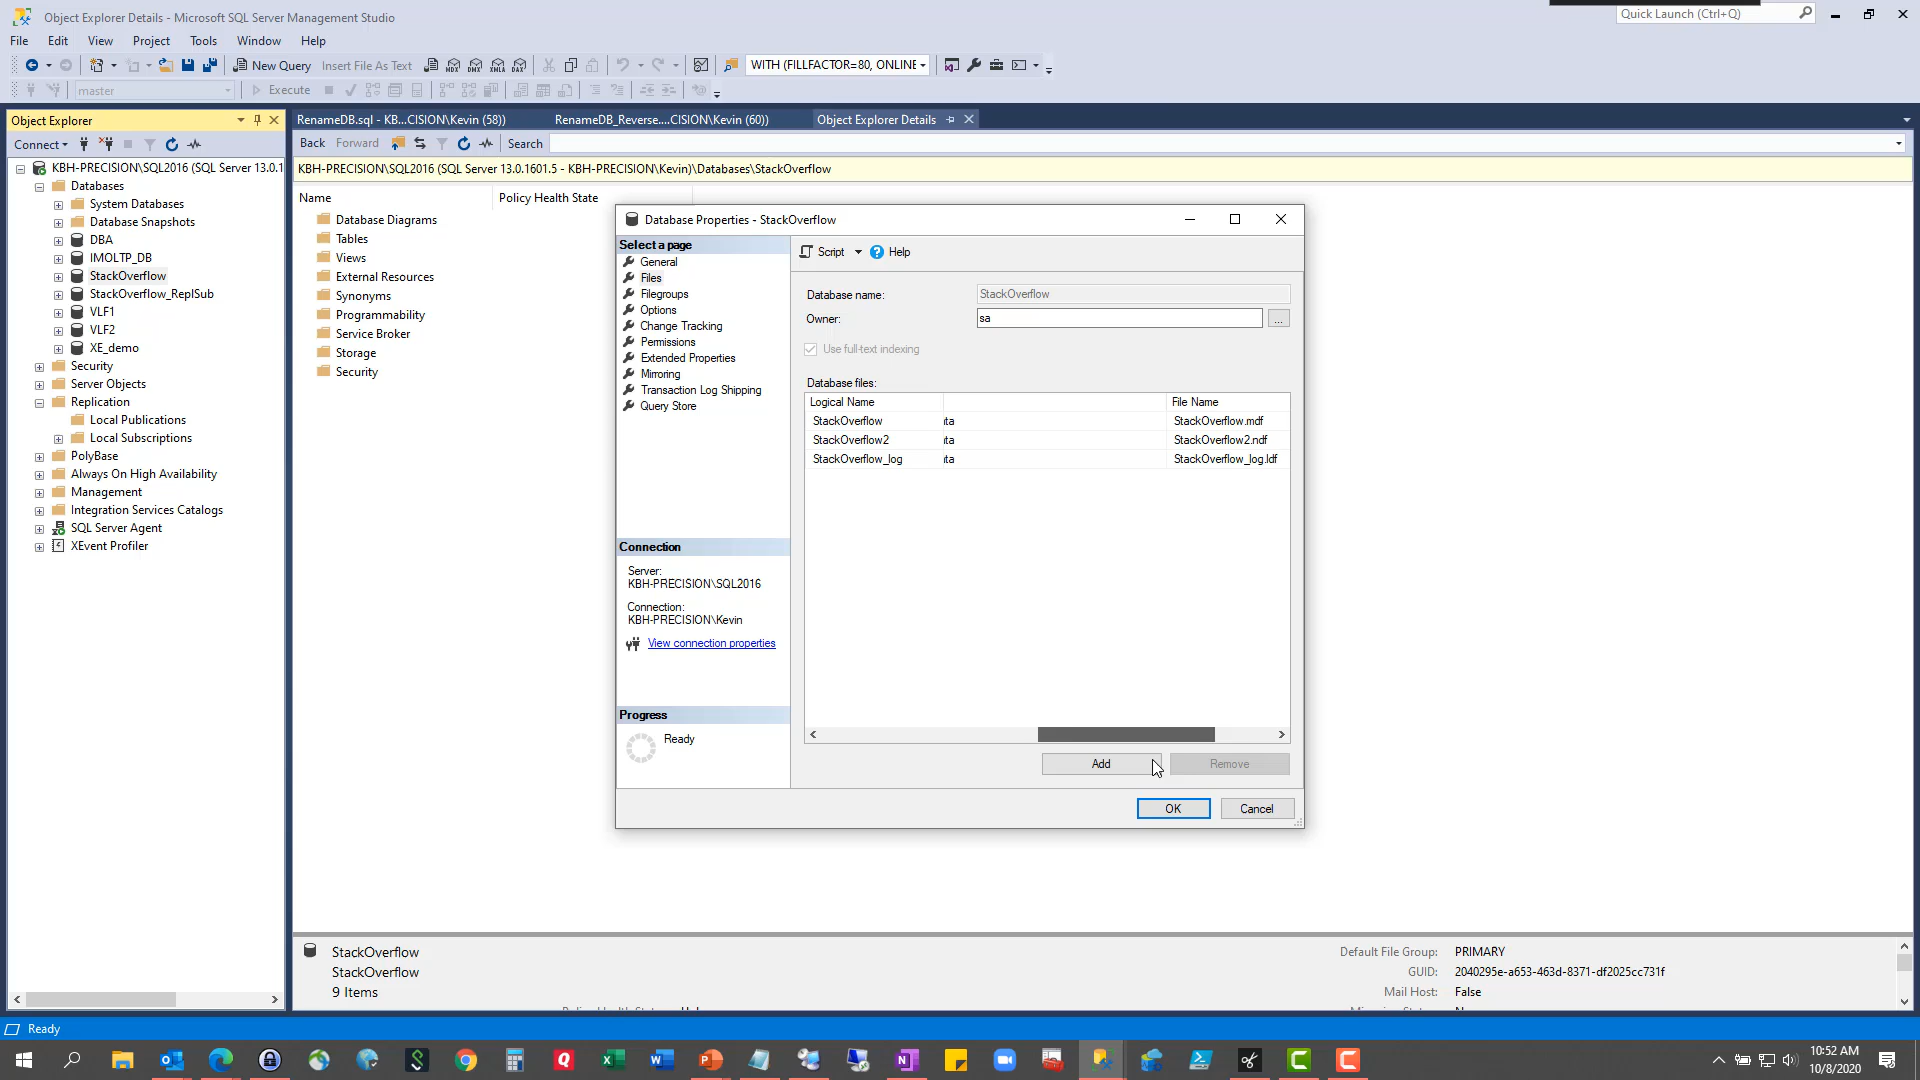 Object Explorer Details - Microsoft SQL Server Management Studio
Quick Launch (Ctrl+Q)
File Edit View Project Tools Window Help
New Query Insert File As Text WITH (FILLFACTOR=80, ONLINE
master Execute
Object Explorer
RenameDB.sql - KB...CISION\Kevin (58)) RenameDB_Reverse....CISION\Kevin (60)) Object Explorer Details
Connect
Back Forward Search
KBH-PRECISION\SQL2016 (SQL Server 13.0.1
KBH-PRECISION\SQL2016 (SQL Server 13.0.1601.5 - KBH-PRECISION\Kevin)\Databases\StackOverflow
Databases
System Databases
Database Snapshots
DBA
IMOLTP_DB
StackOverflow
StackOverflow_ReplSub
VLF1
VLF2
XE_demo
Security
Server Objects
Replication
Local Publications
Local Subscriptions
PolyBase
Always On High Availability
Management
Integration Services Catalogs
SQL Server Agent
XEvent Profiler
Name Policy Health State
Database Diagrams
Tables
Views
External Resources
Synonyms
Programmability
Service Broker
Storage
Security
Database Properties - StackOverflow
Select a page
General
Files
Filegroups
Options
Change Tracking
Permissions
Extended Properties
Mirroring
Transaction Log Shipping
Query Store
Connection
Server:
KBH-PRECISION\SQL2016
Connection:
KBH-PRECISION\Kevin
View connection properties
Progress
Ready
Script Help
Database name: StackOverflow
Owner: sa ...
Use full-text indexing
Database files:
Logical Name File Name
StackOverflow ita StackOverflow.mdf
StackOverflow2 ita StackOverflow2.ndf
StackOverflow_log ita StackOverflow_log.ldf
Add Remove
OK Cancel
StackOverflow
StackOverflow
9 Items
Default File Group: PRIMARY
GUID: 2040295e-a653-463d-8371-df2025cc731f
Mail Host: False
Ready
10:52 AM
10/8/2020